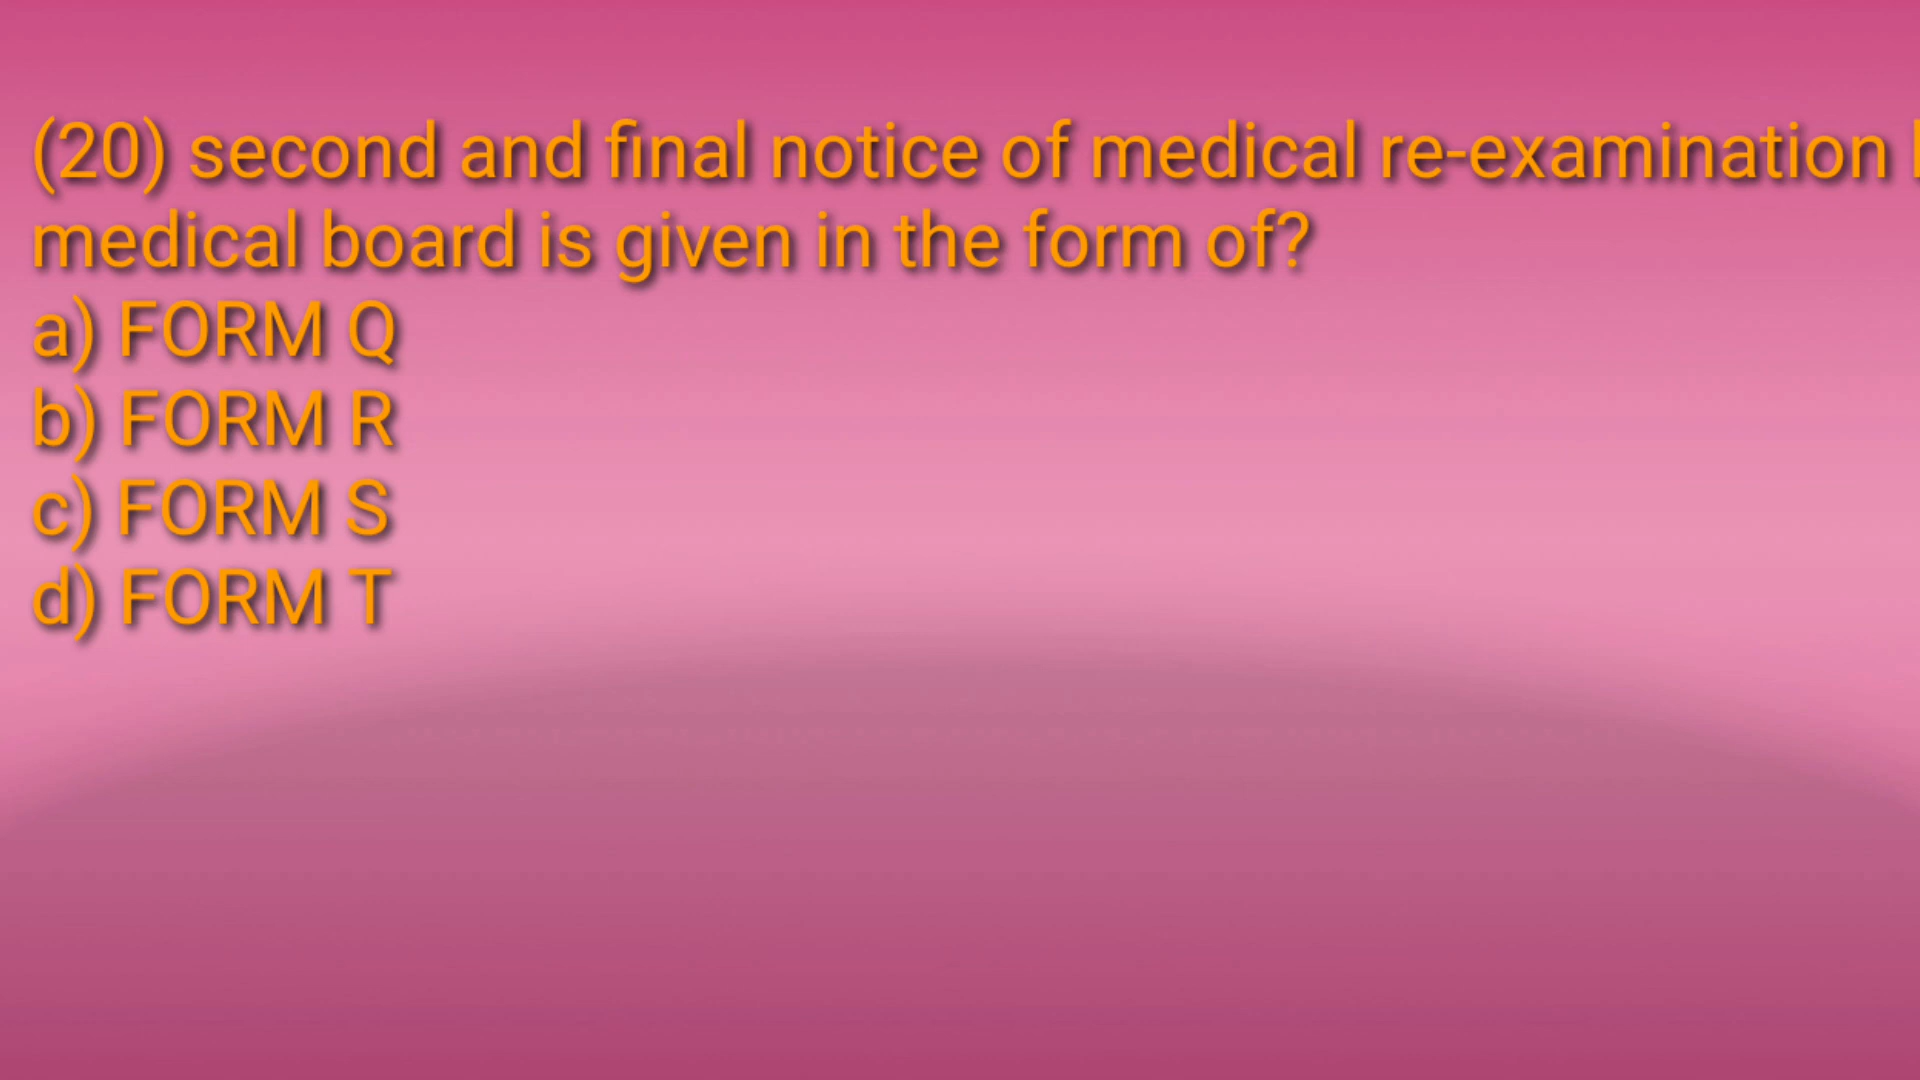 (20) second and final notice of medical re-examination
medical board is given in the form of?
a) FORM Q
b) FORM R
c) FORM S
d) FORM T